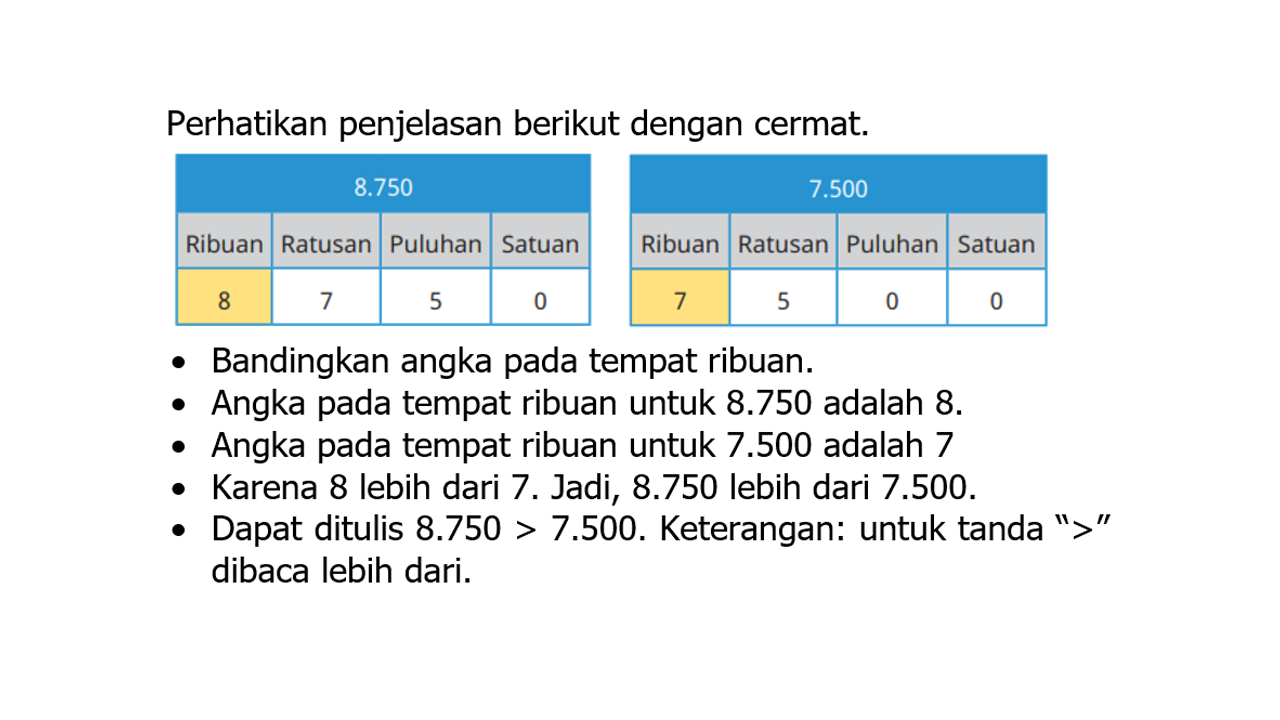 Perhatikan penjelasan berikut dengan cermat.
8.750
Ribuan Ratusan Puluhan Satuan
8 7 5 0
7.500
Ribuan Ratusan Puluhan Satuan
7 5 0 0
• Bandingkan angka pada tempat ribuan.
• Angka pada tempat ribuan untuk 8.750 adalah 8.
• Angka pada tempat ribuan untuk 7.500 adalah 7
• Karena 8 lebih dari 7. Jadi, 8.750 lebih dari 7.500.
• Dapat ditulis 8.750 > 7.500. Keterangan: untuk tanda “>”
dibaca lebih dari.